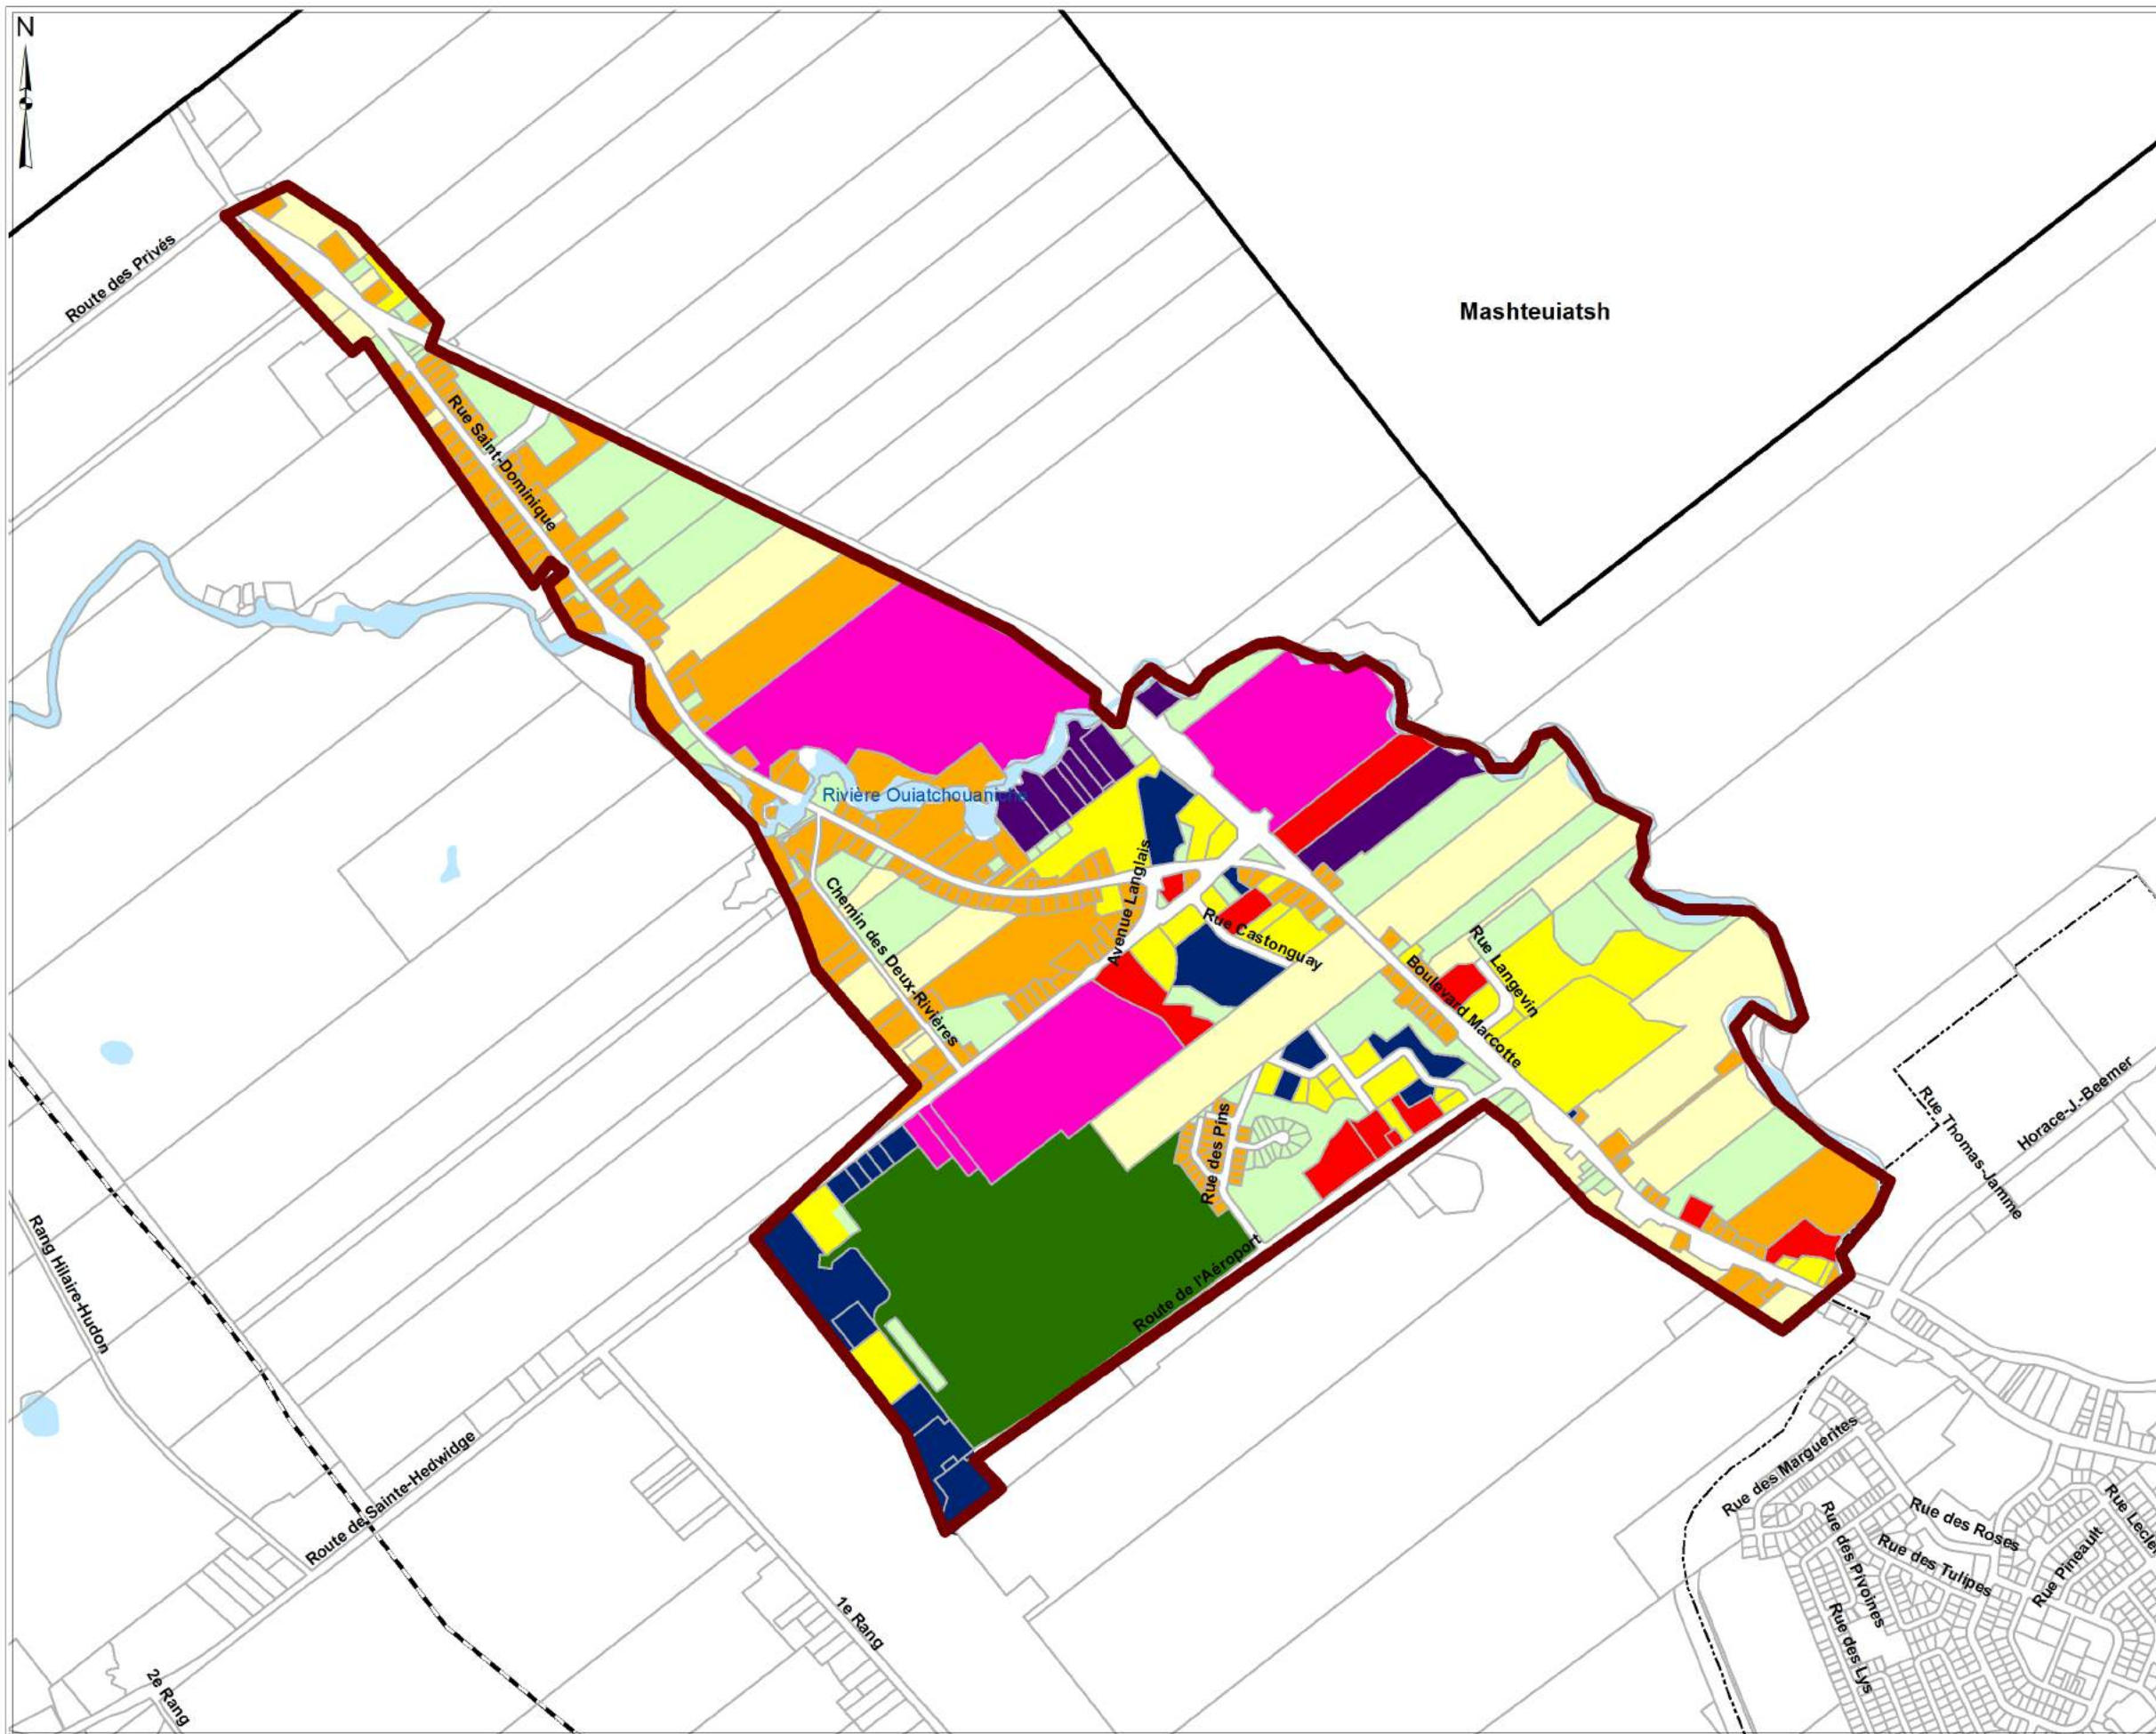 N
Mashteuiatsh
Route des Privés
Rue Saint-Dominique
Rivière Ouiatchouaniche
Avenue Langlais
Chemin des Deux-Rivières
Rue Castonguay
Rue Langevin
Boulevard Marcotte
Rue des Pins
Route de l'Aéroport
Rue Thomas-Jamme
Horace-J.-Beemer
Rang Hilaire-Hudon
Route de Sainte-Hedwidge
1e Rang
2e Rang
Rue des Marguerites
Rue des Roses
Rue des Tulipes
Rue des Pivoines
Rue des Lys
Rue Pineault
Rue